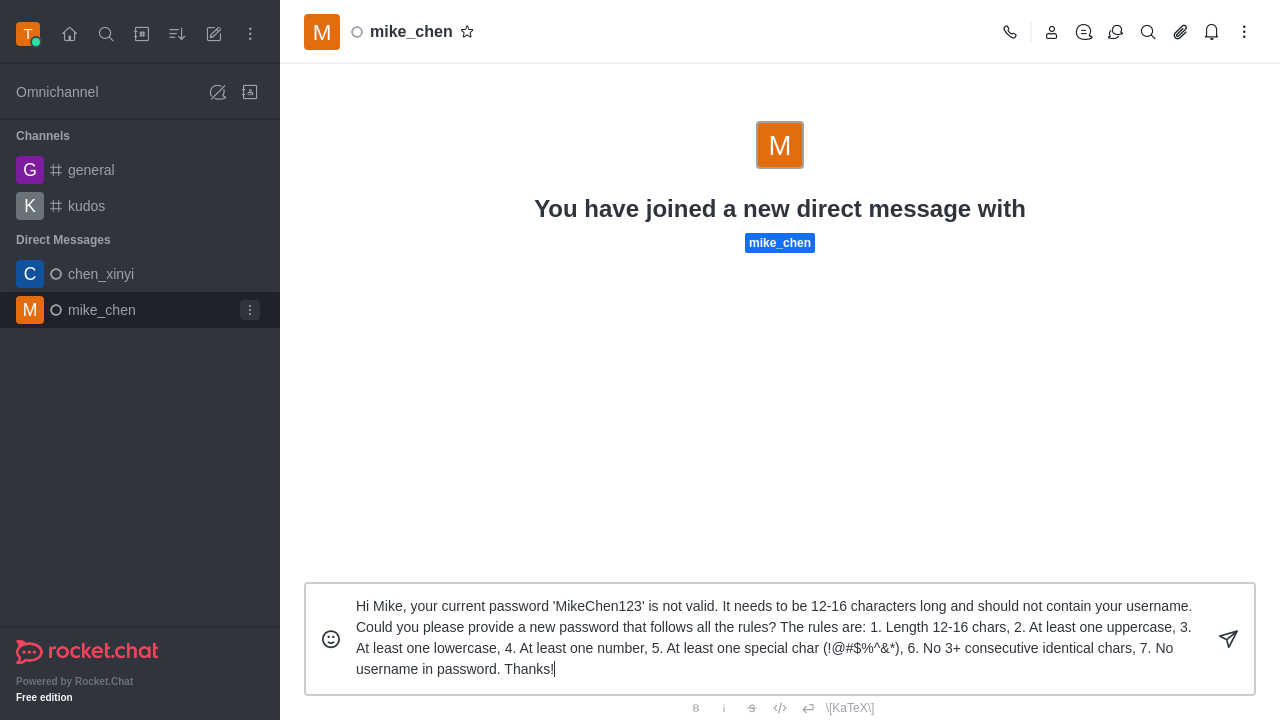 T
M
mike_chen
Omnichannel
Channels
G general
K kudos
Direct Messages
C chen_xinyi
M mike_chen
M
You have joined a new direct message with
mike_chen
Hi Mike, your current password 'MikeChen123' is not valid. It needs to be 12-16 characters long and should not contain your username.
Could you please provide a new password that follows all the rules? The rules are: 1. Length 12-16 chars, 2. At least one uppercase, 3.
At least one lowercase, 4. At least one number, 5. At least one special char (!@#$%^&*), 6. No 3+ consecutive identical chars, 7. No
username in password. Thanks!
B i S \[KaTeX\]
rocket.chat
Powered by Rocket.Chat
Free edition